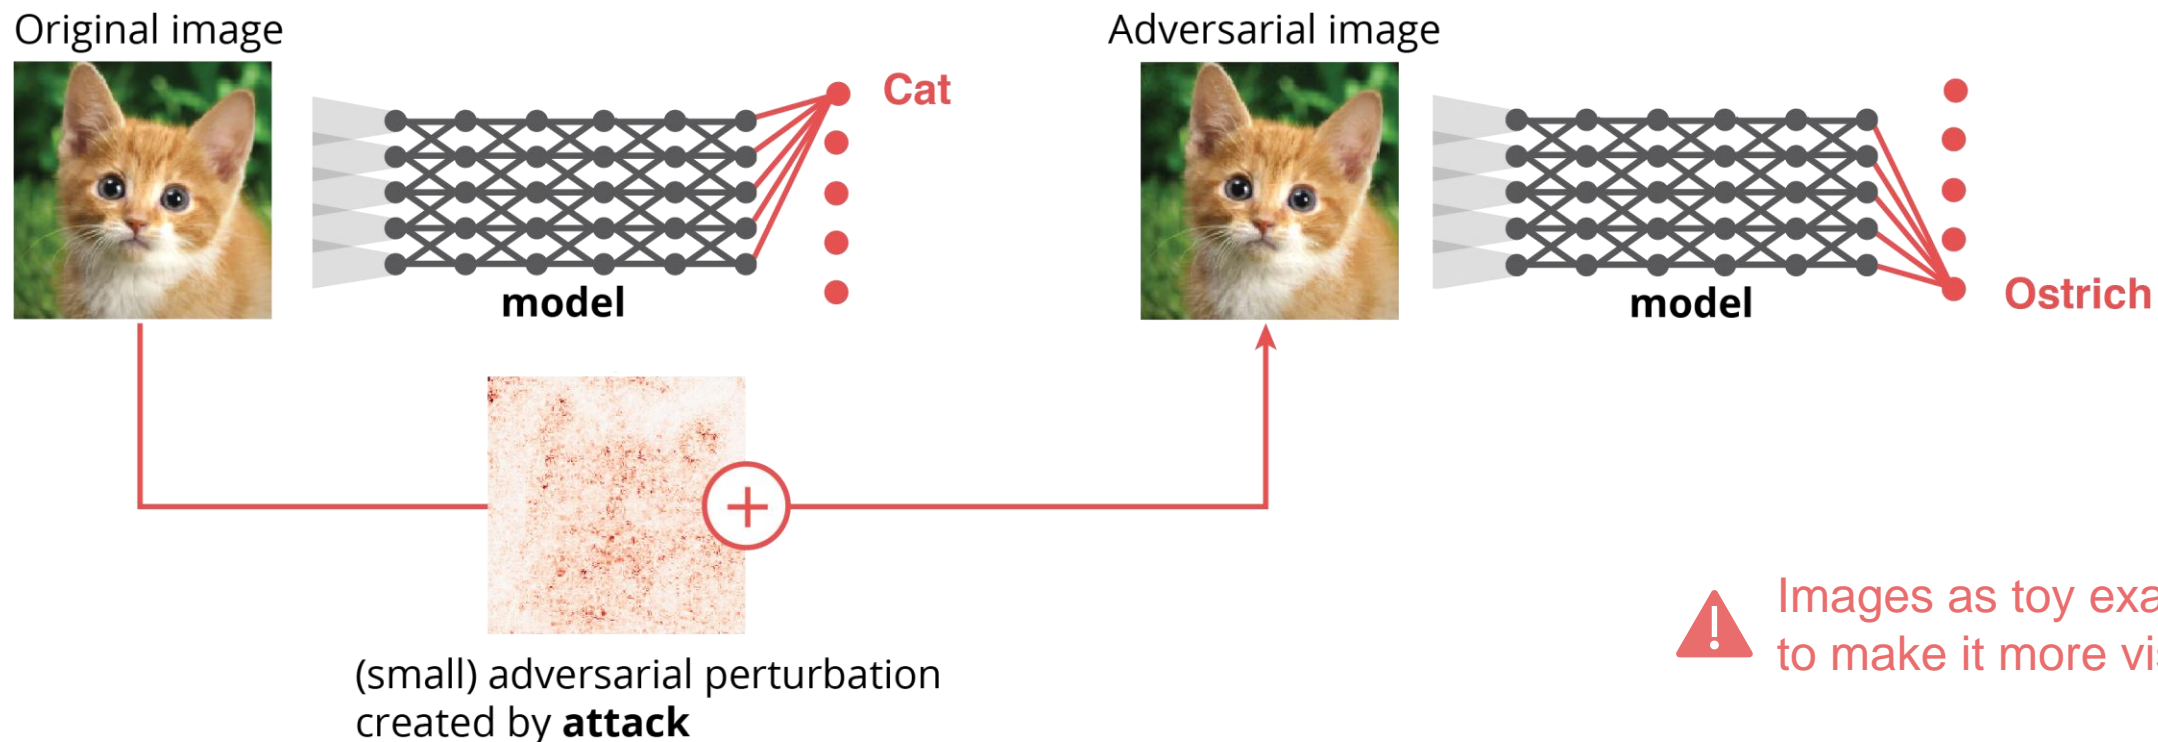 Original image
Cat
model
(small) adversarial perturbation
created by attack
Adversarial image
Ostrich
model
Images as toy exa
to make it more vis